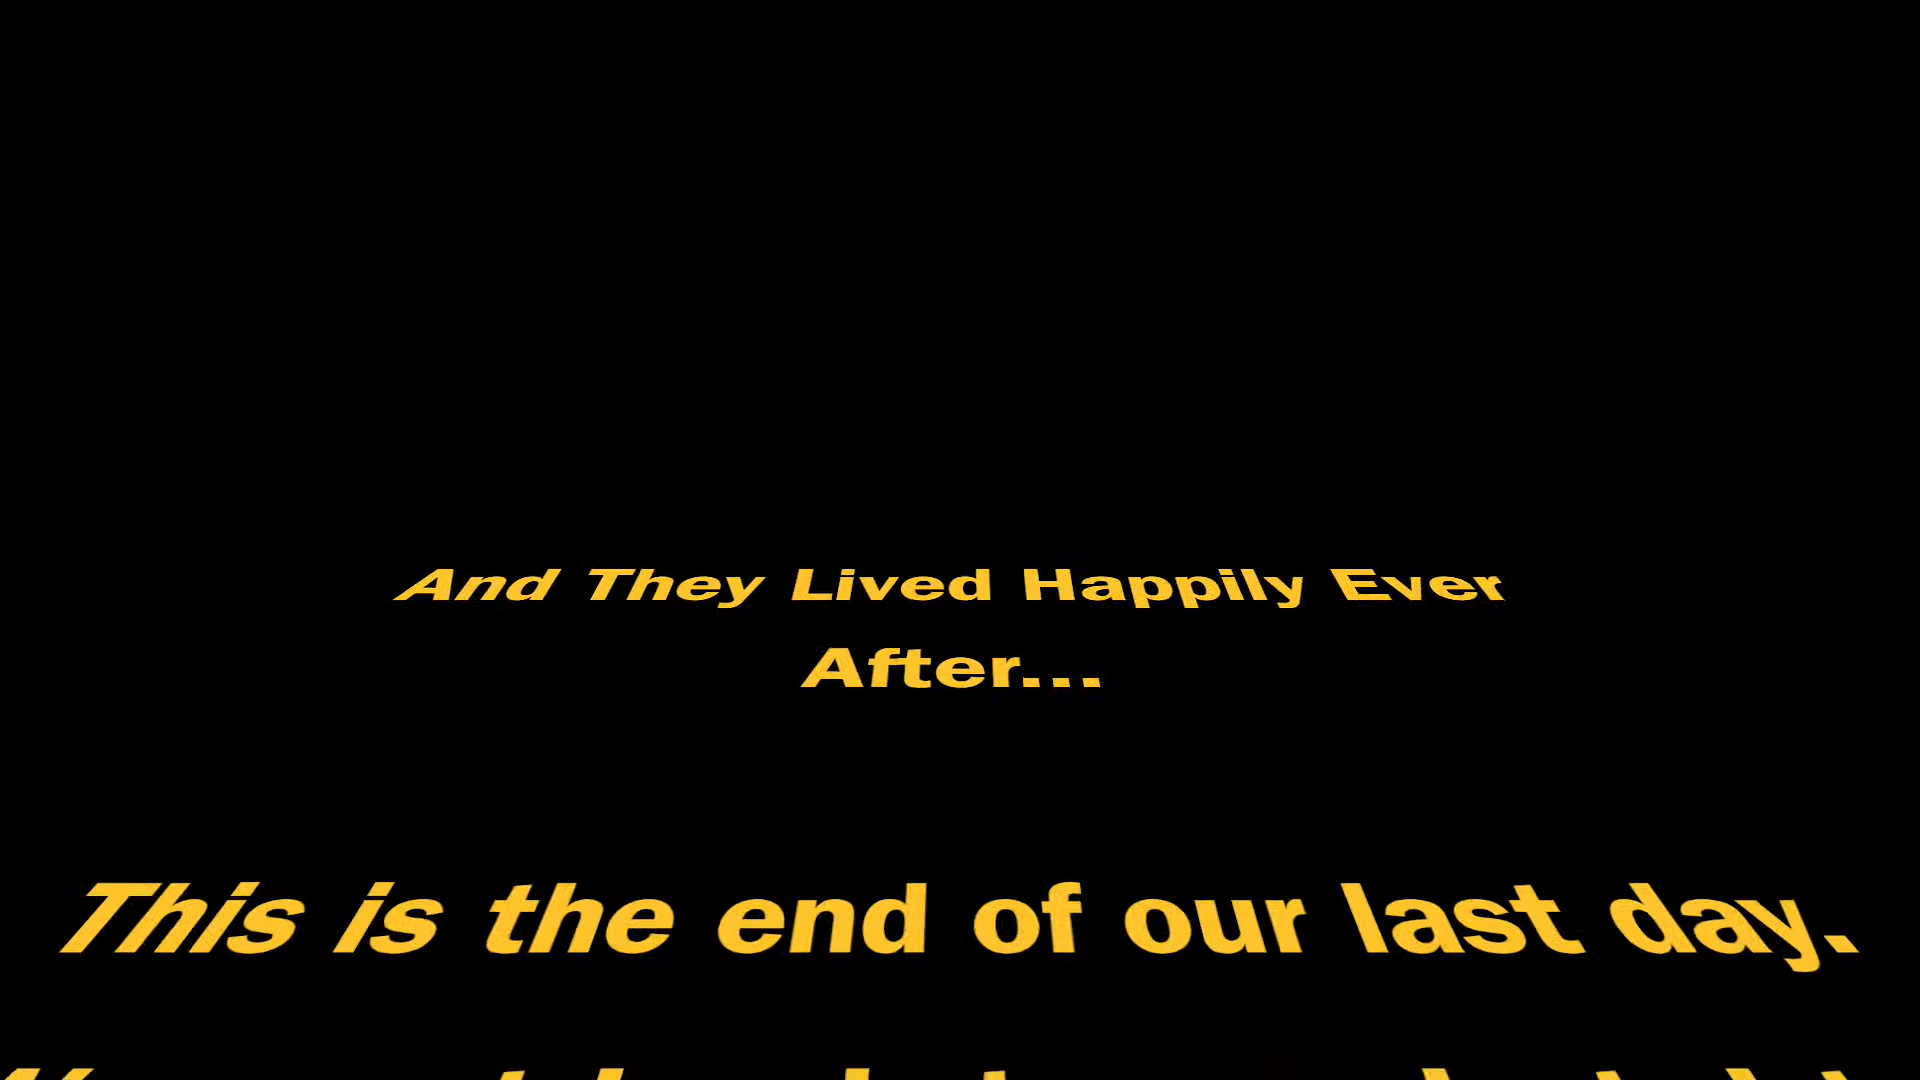 And They Lived Happily Ever
After...
This is the end of our last day.